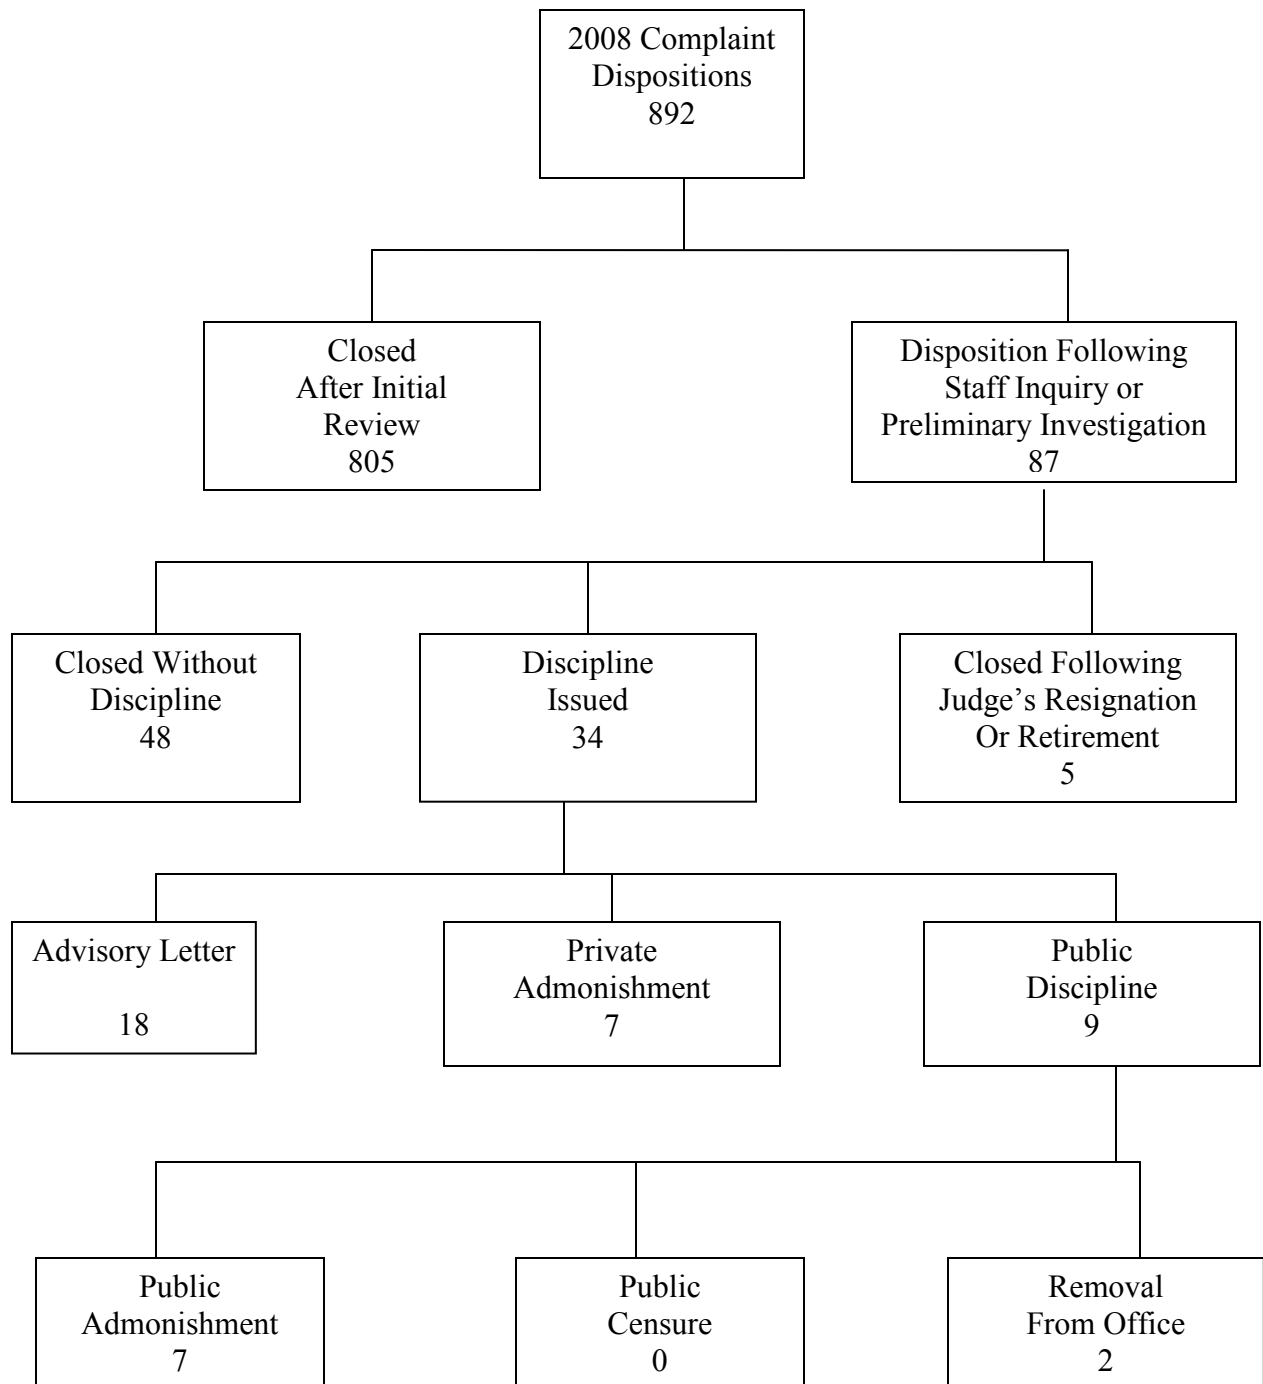 2008 Complaint
Dispositions
892
Closed
After Initial
Review
805
Disposition Following
Staff Inquiry or
Preliminary Investigation
87
Closed Without
Discipline
48
Discipline
Issued
34
Closed Following
Judge’s Resignation
Or Retirement
5
Advisory Letter
18
Private
Admonishment
7
Public
Discipline
9
Public
Admonishment
7
Public
Censure
0
Removal
From Office
2